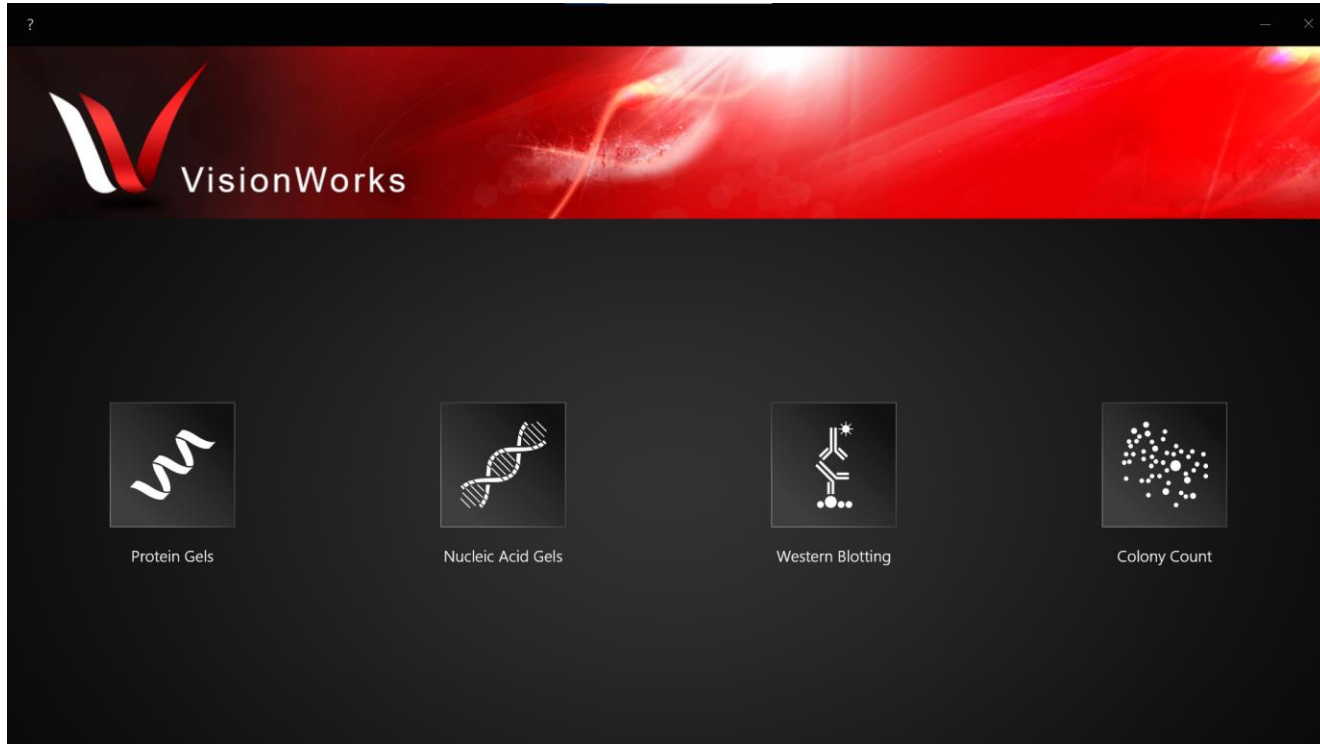 ?
VisionWorks
Protein Gels
Nucleic Acid Gels
Western Blotting
Colony Count